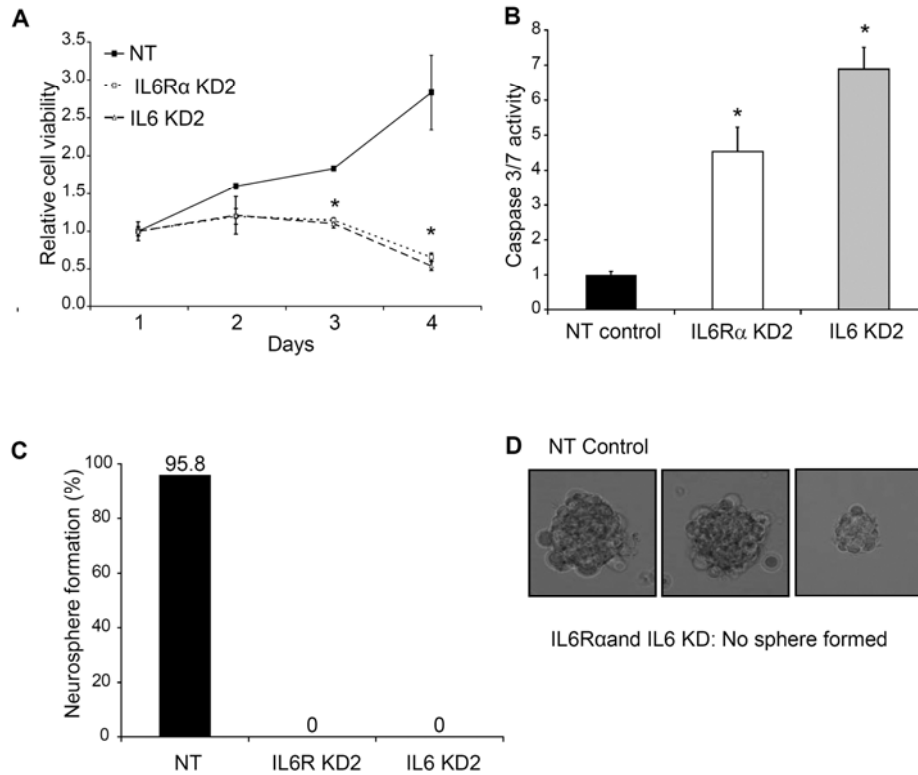 A
Relative cell viability
3.5
3.0
2.5
2.0
1.5
1.0
0.5
0.0
NT
IL6Rα KD2
IL6 KD2
*
*
1 2 3 4
Days
B
Caspase 3/7 activity
8
7
6
5
4
3
2
1
0
*
*
NT control IL6Rα KD2 IL6 KD2
C
Neurosphere formation (%)
100
80
60
40
20
0
95.8
0
0
NT IL6R KD2 IL6 KD2
D NT Control
IL6Rαand IL6 KD: No sphere formed